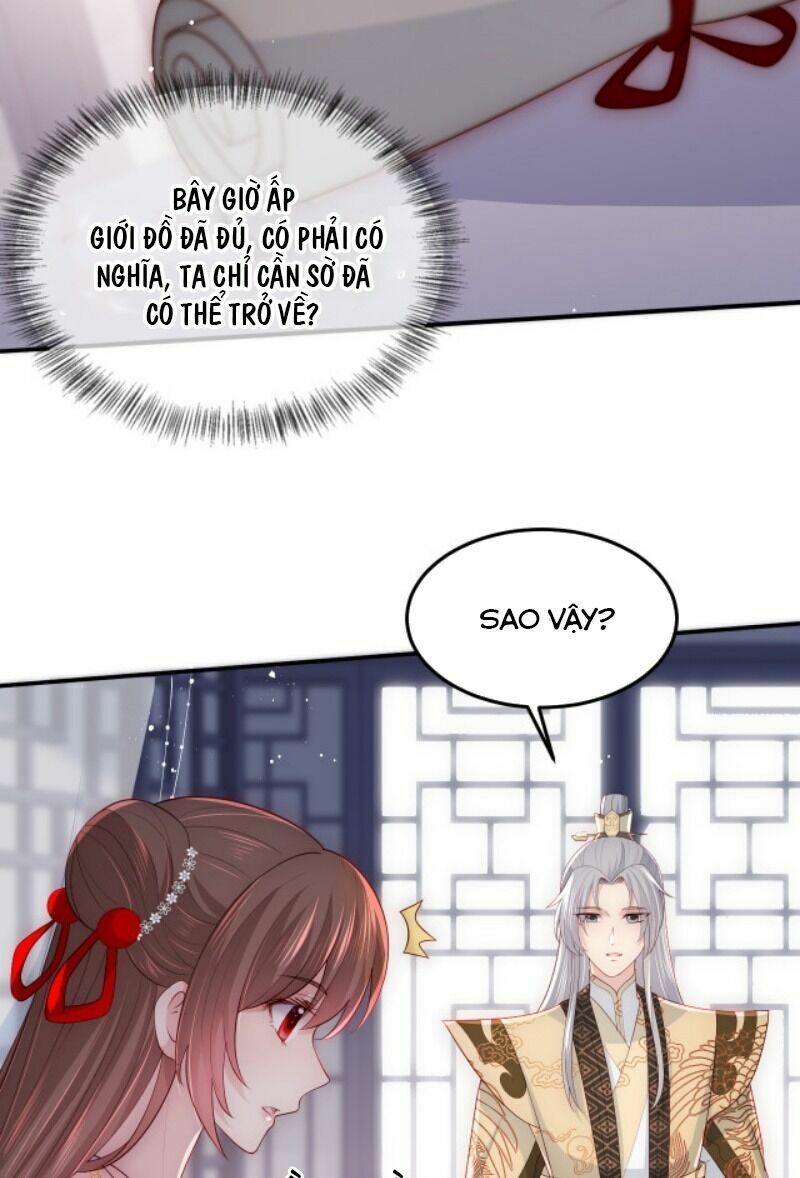 BÂY GIỜ ẤP
GIỚI ĐỒ ĐÃ ĐỦ, CÓ PHẢI CÓ
NGHĨA, TA CHỈ CẦN SỜ ĐÃ
CÓ THỂ TRỞ VỀ?
SAO VẬY?